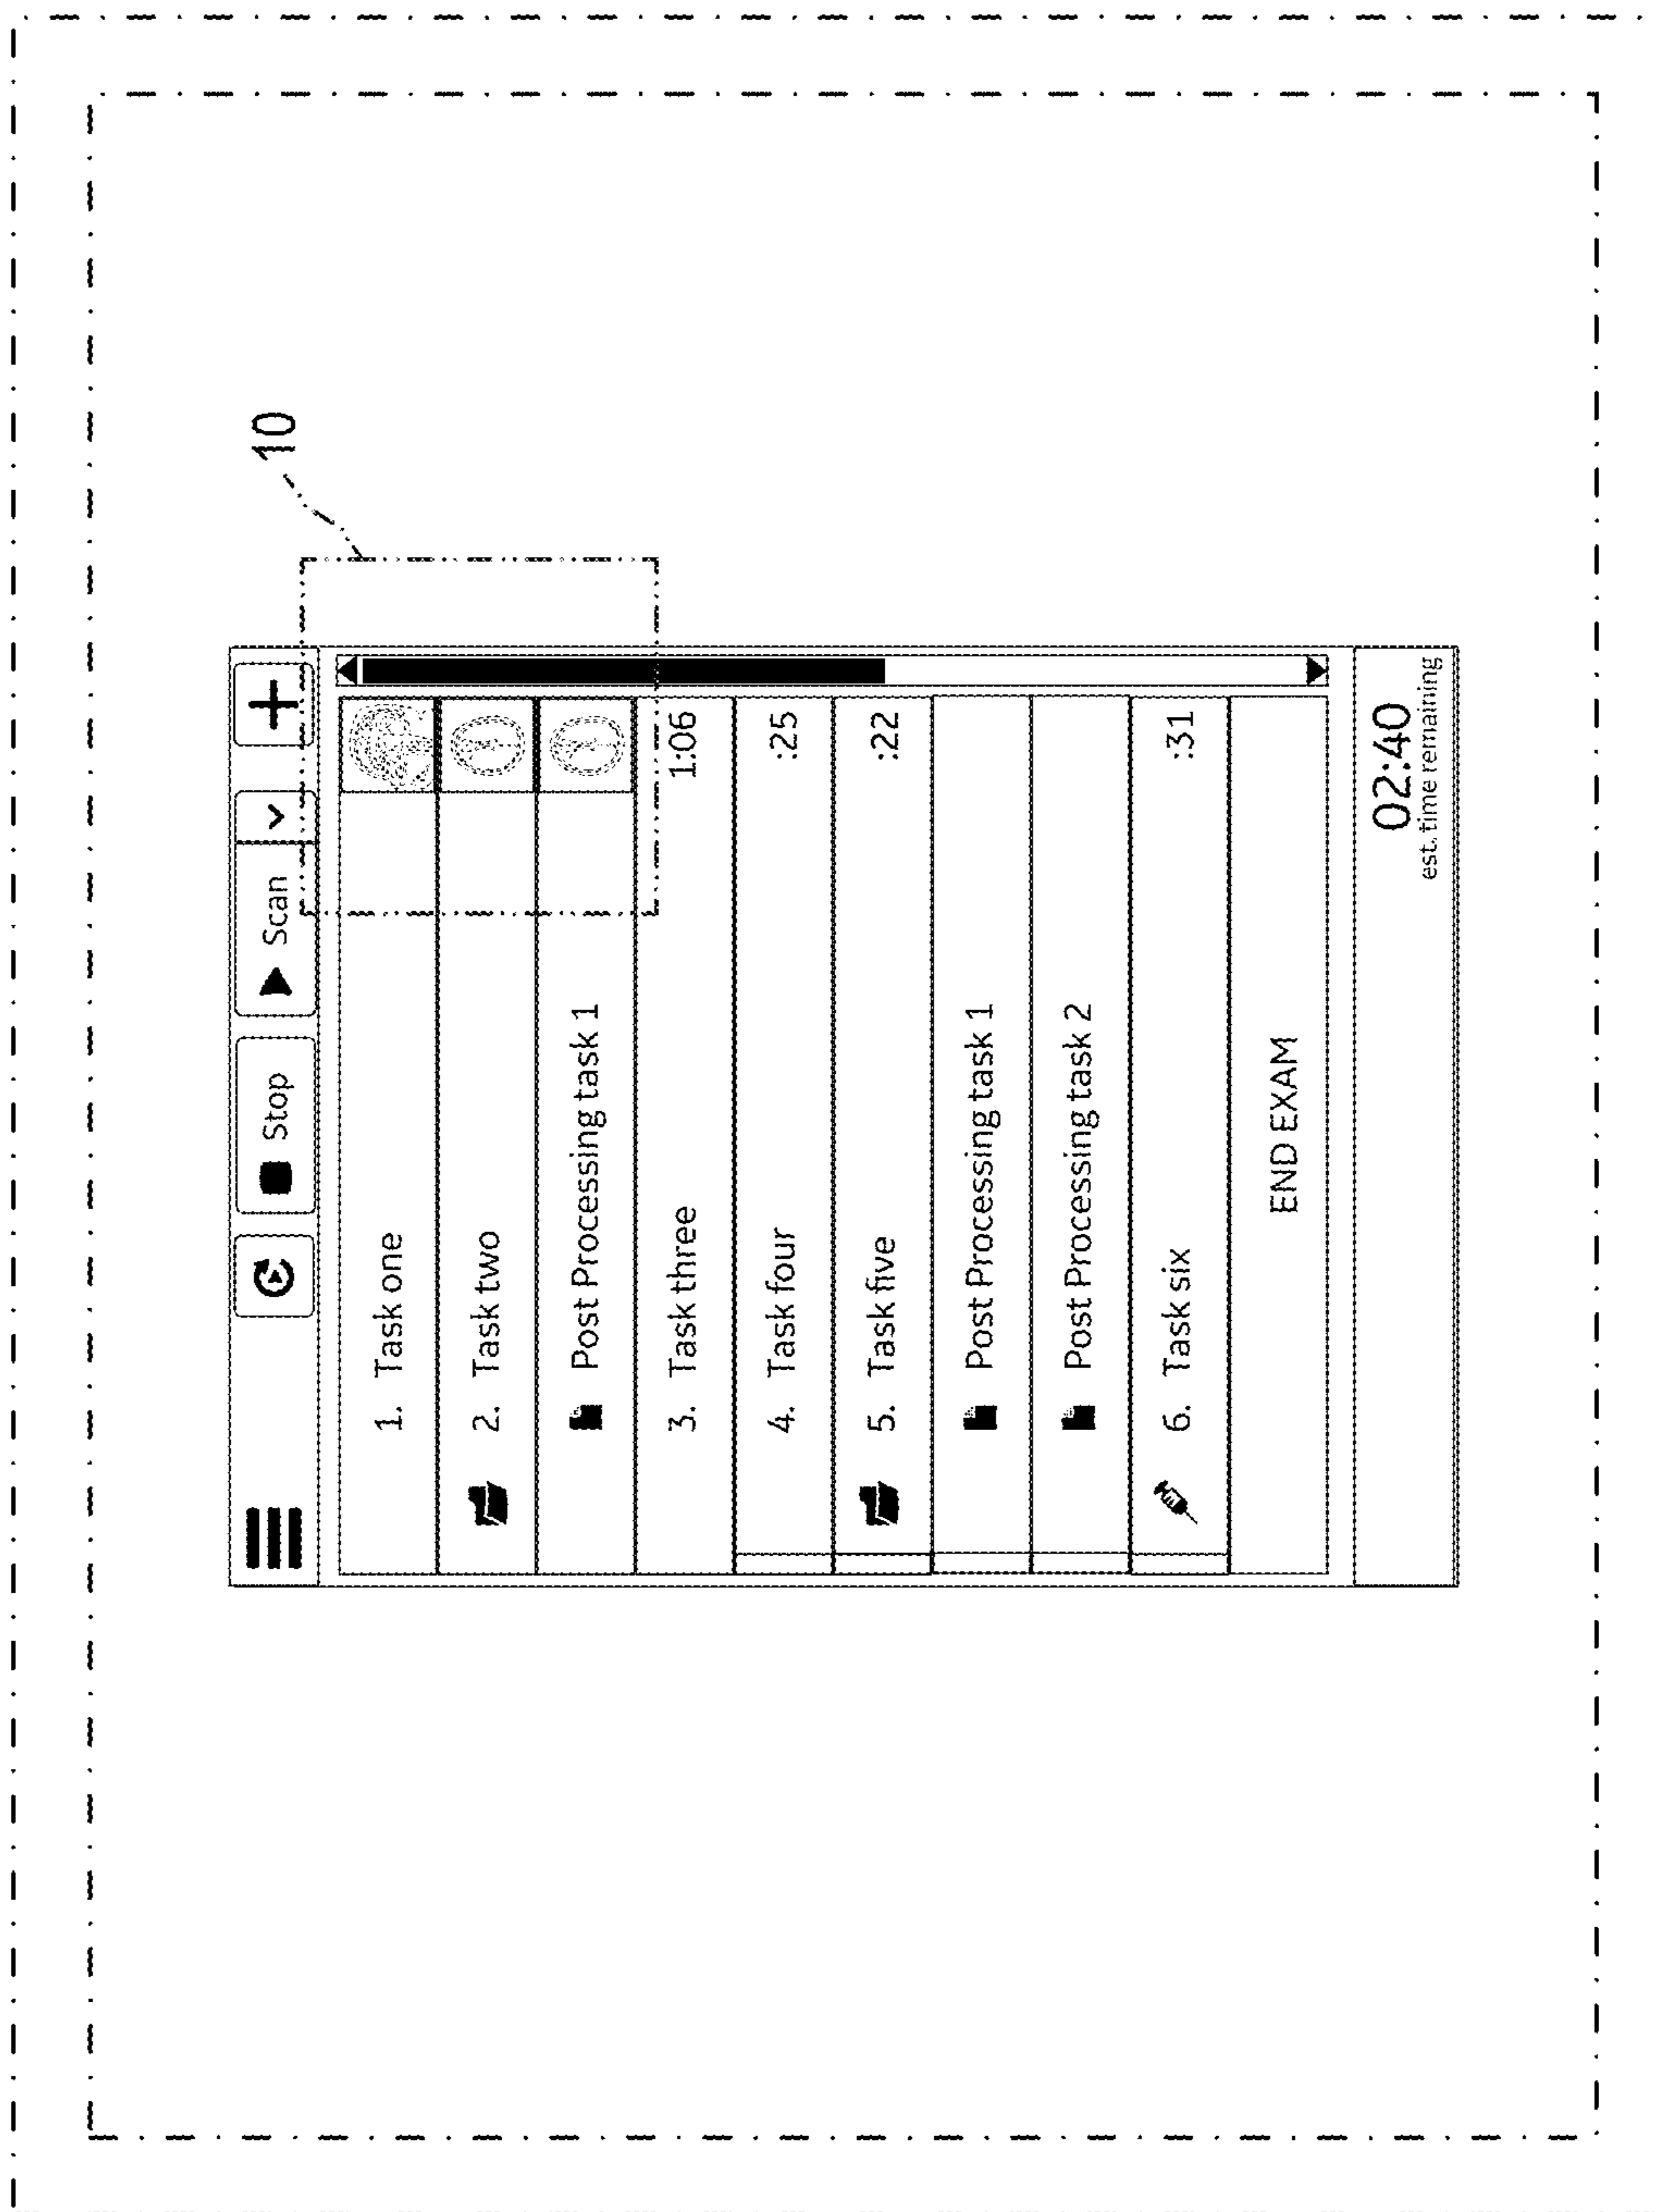 10
Stop Scan
1. Task one
2. Task two
Post Processing task 1
3. Task three 1:06
4. Task four :25
5. Task five :22
Post Processing task 1
Post Processing task 2
6. Task six :31
END EXAM
02:40
est. time remaining